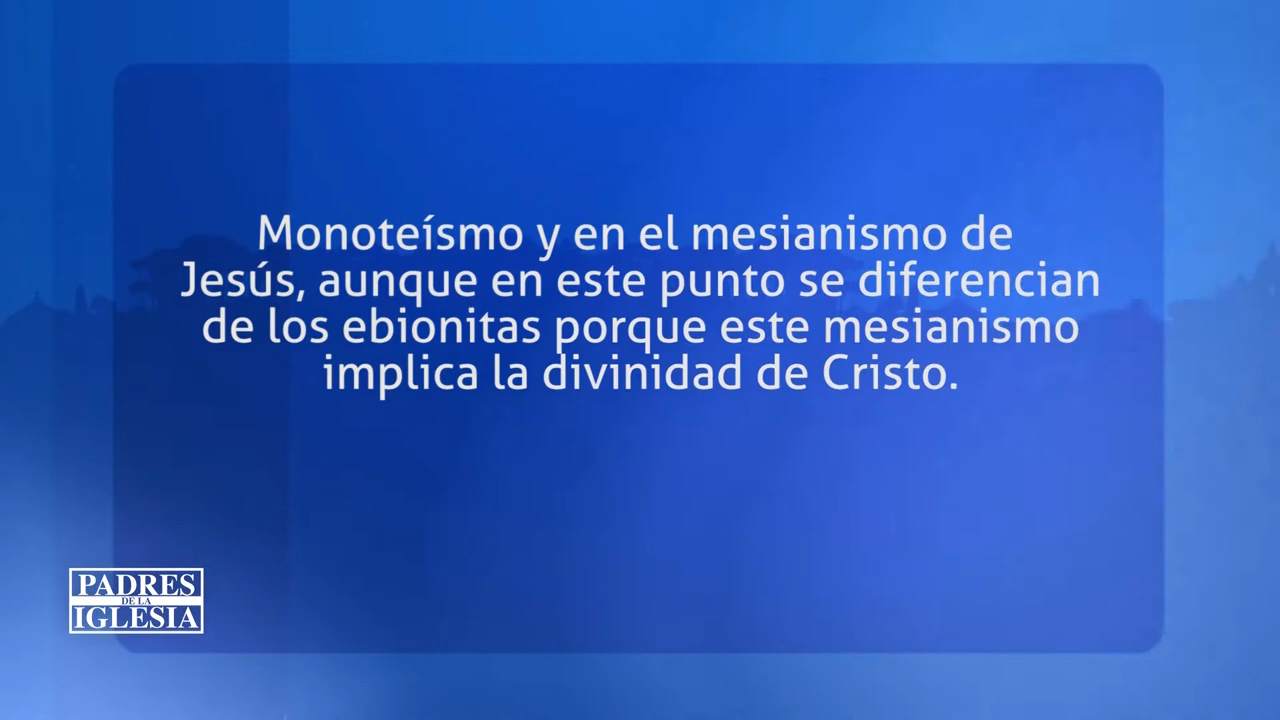 Monoteísmo y en el mesianismo de
Jesús, aunque en este punto se diferencian
de los ebionitas porque este mesianismo
implica la divinidad de Cristo.
PADRES
DE LA
IGLESIA